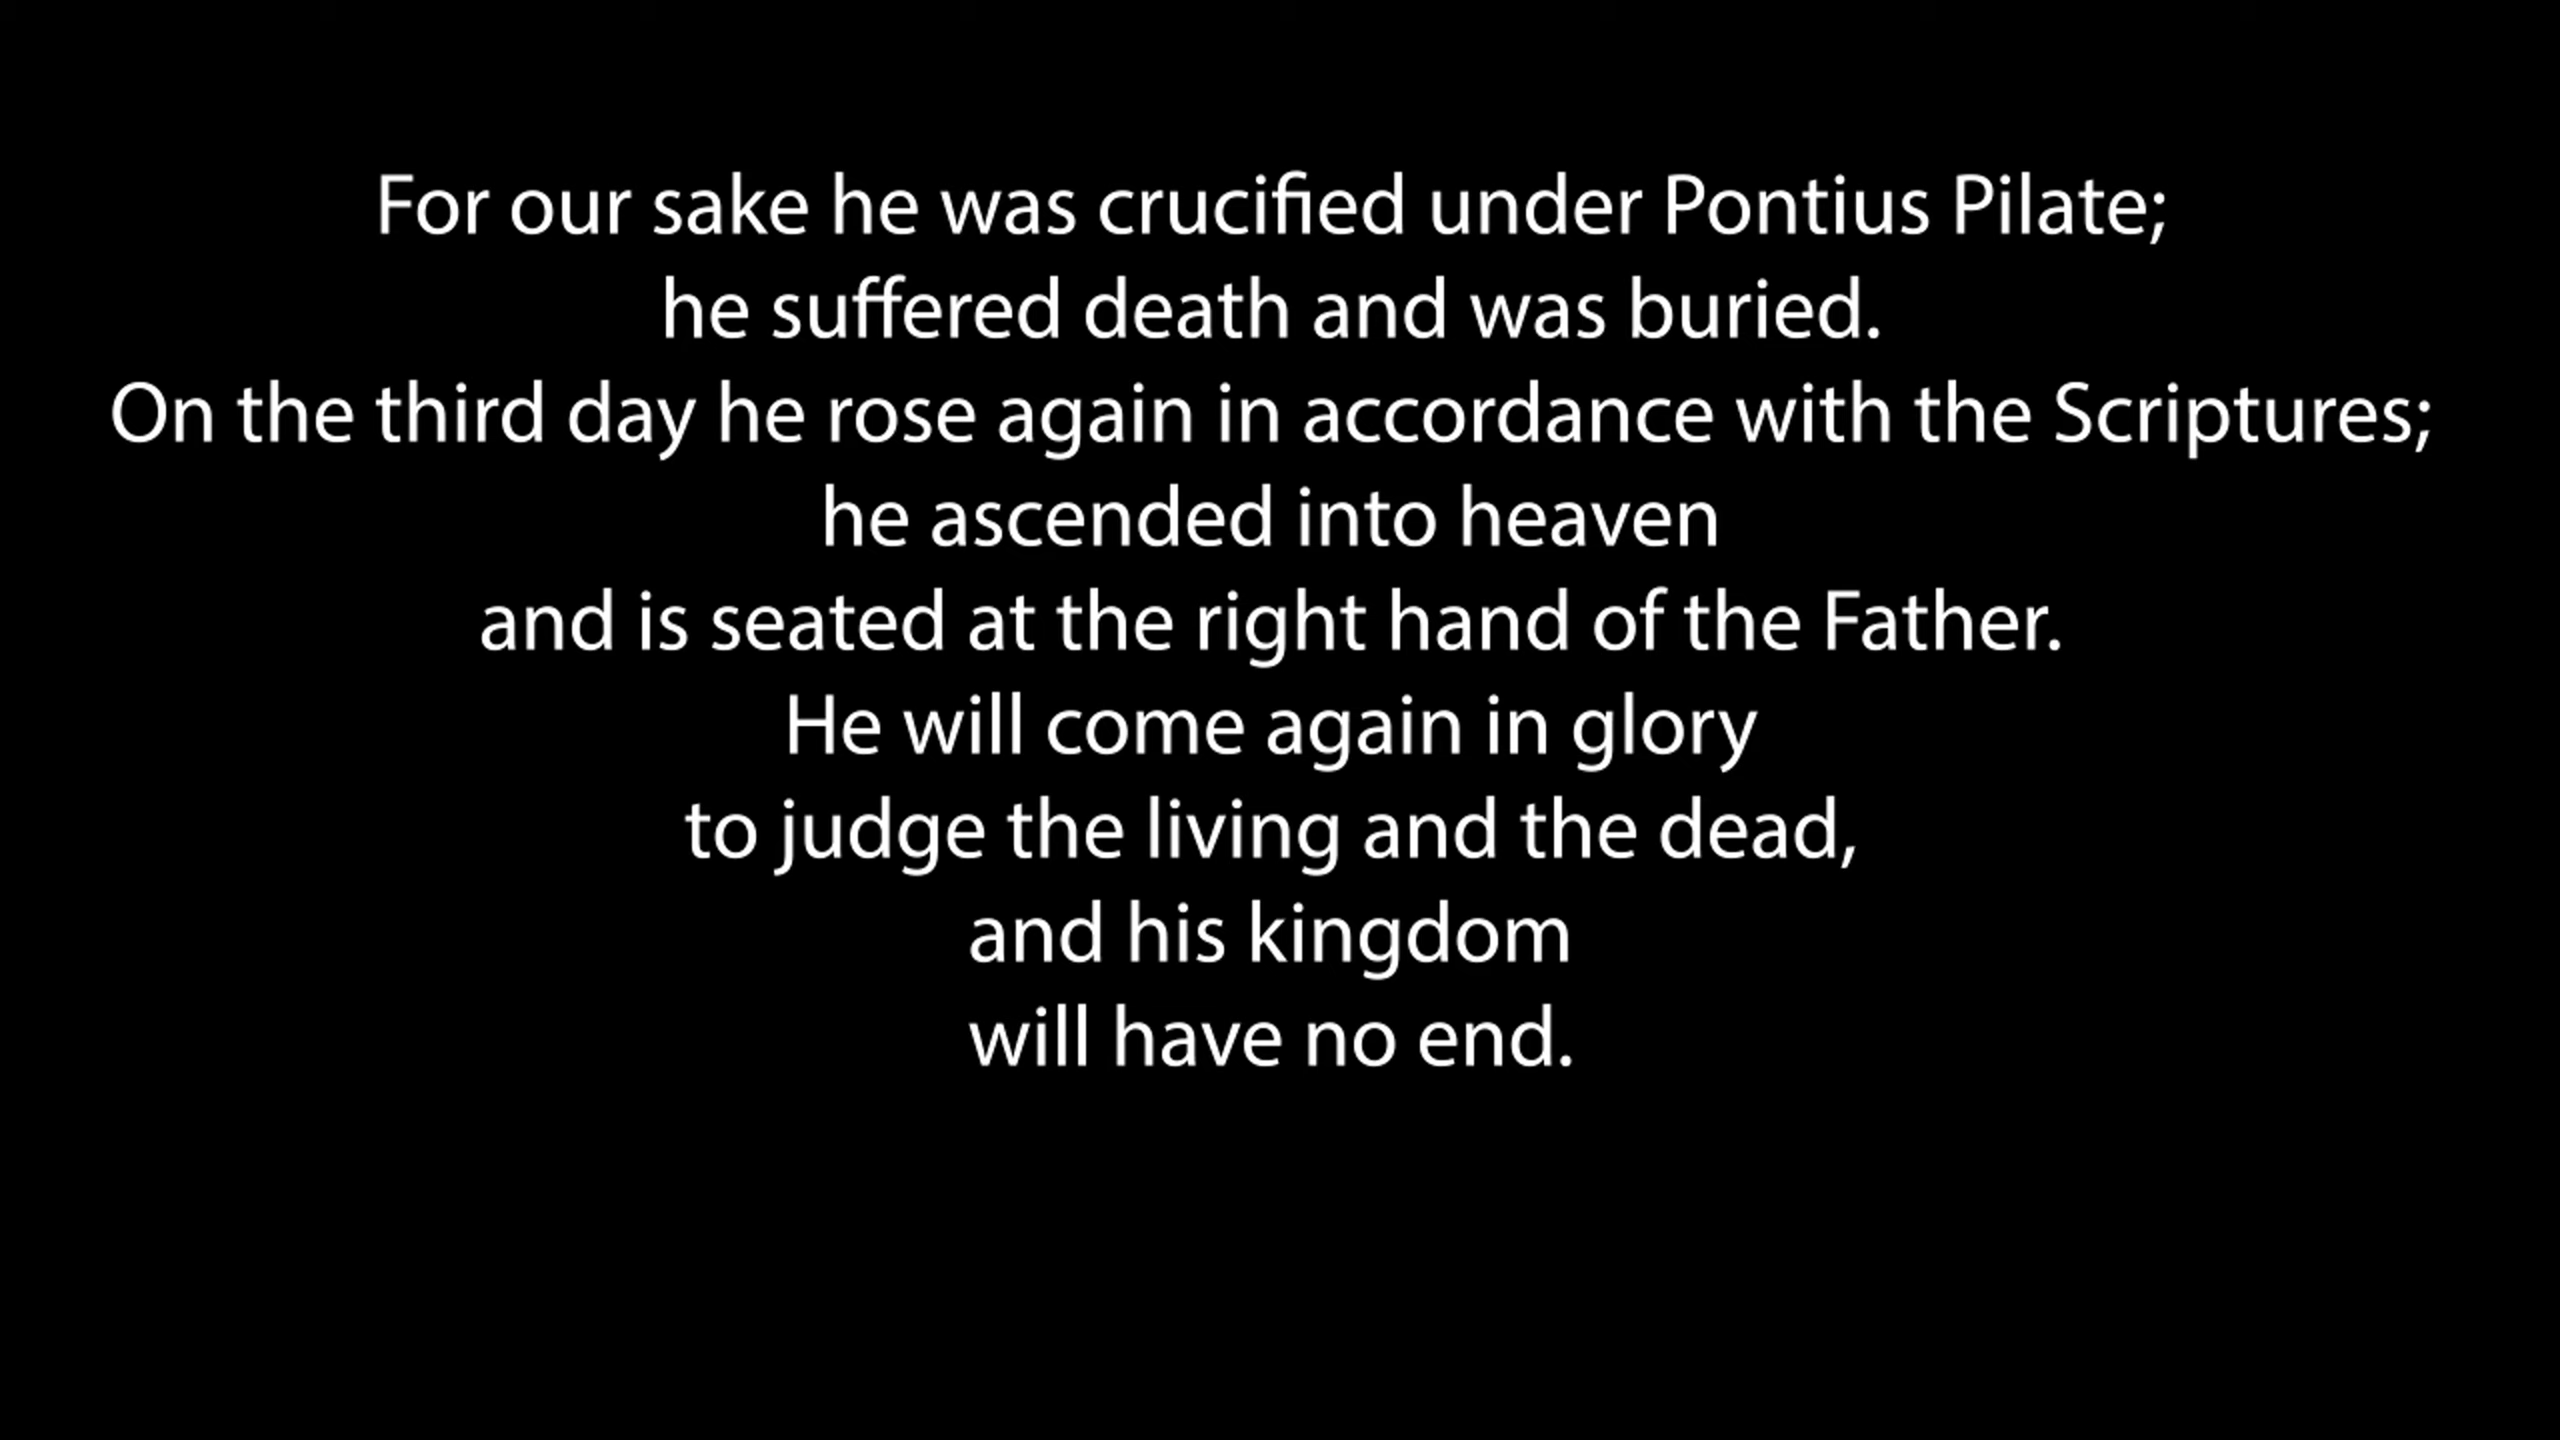 For our sake he was crucified under Pontius Pilate;
he suffered death and was buried.
On the third day he rose again in accordance with the Scriptures;
he ascended into heaven
and is seated at the right hand of the Father.
He will come again in glory
to judge the living and the dead,
and his kingdom
will have no end.